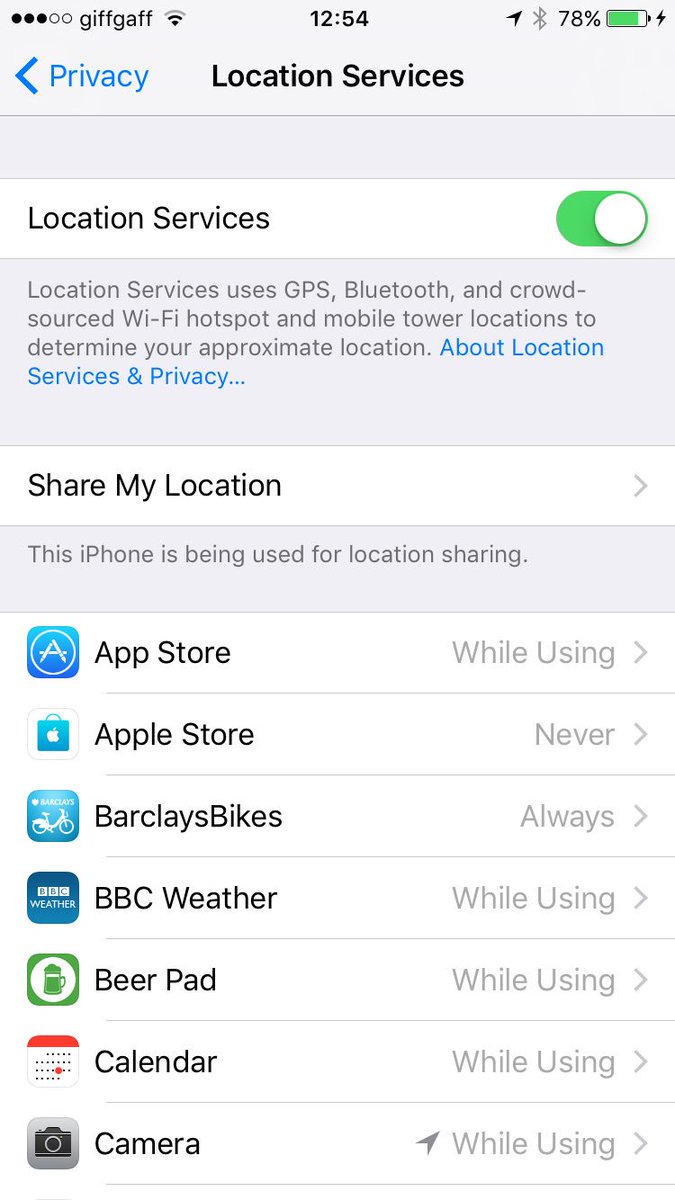 giffgaff 12:54 78%
Privacy Location Services
Location Services
Location Services uses GPS, Bluetooth, and crowd-
sourced Wi-Fi hotspot and mobile tower locations to
determine your approximate location. About Location
Services & Privacy...
Share My Location
This iPhone is being used for location sharing.
App Store While Using
Apple Store Never
BARCLAYS
BarclaysBikes Always
BBC
WEATHER
BBC Weather While Using
Beer Pad While Using
Calendar While Using
Camera While Using